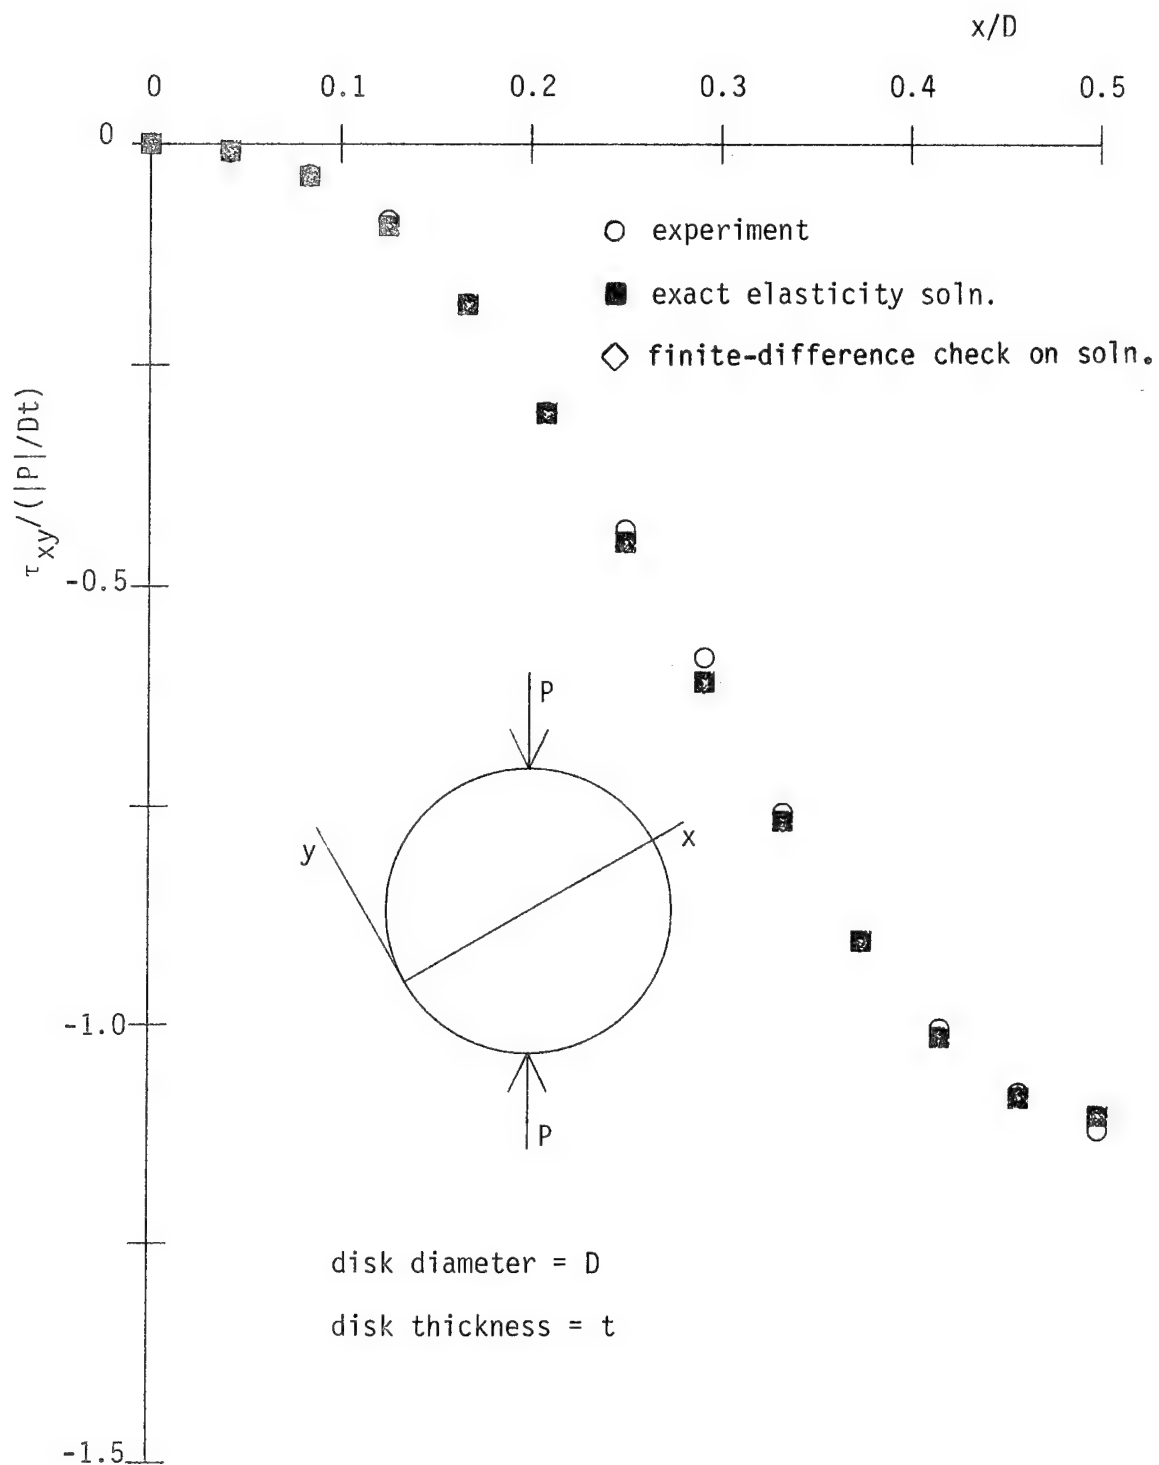 x/D
0 0.1 0.2 0.3 0.4 0.5
0
experiment
exact elasticity soln.
finite-difference check on soln.
τxy/(|P|/Dt)
-0.5
P
y
x
-1.0
P
disk diameter = D
disk thickness = t
-1.5